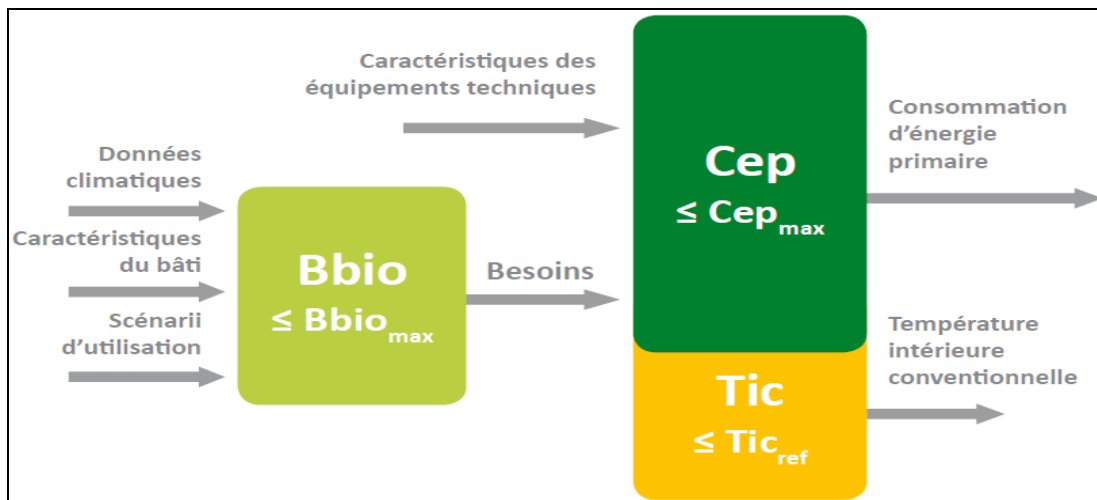 Caractéristiques des
équipements techniques
Données
climatiques
Caractéristiques
du bâti
Scénarii
d'utilisation
Bbio
≤ Bbiomax
Besoins
Cep
≤ Cepmax
Tic
≤ Ticref
Consommation
d'énergie
primaire
Température
intérieure
conventionnelle